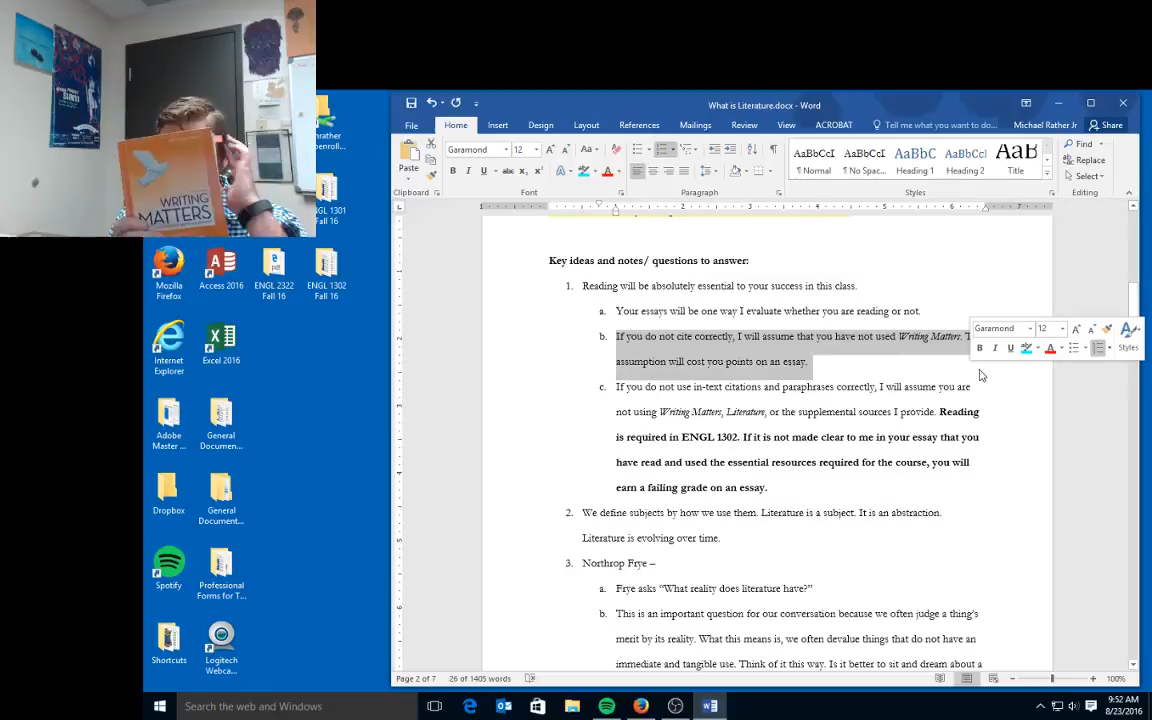 WRITING
MATTERS
nrather
penroll...
ENGL 1301
Fall 16
Mozilla
Firefox
Access 2016
ENGL 2322
Fall 16
ENGL 1302
Fall 16
Internet
Explorer
Excel 2016
Adobe
Master ...
General
Documen...
Dropbox
General
Document...
Spotify
Professional
Forms for T...
Shortcuts
Logitech
Webca...
What is Literature.docx - Word
File Home Insert Design Layout References Mailings Review View ACROBAT Tell me what you want to do... Michael Rather Jr Share
Paste
Garamond 12
AaBbCcI AaBbCcI AaBbC AaBbCcI AaB
¶ Normal ¶ No Spac... Heading 1 Heading 2 Title
Find
Replace
Select
Clipboard Font Paragraph Styles Editing
Key ideas and notes/ questions to answer:
1. Reading will be absolutely essential to your success in this class.
a. Your essays will be one way I evaluate whether you are reading or not.
b. If you do not cite correctly, I will assume that you have not used Writing Matters. T
assumption will cost you points on an essay.
Garamond 12
Styles
c. If you do not use in-text citations and paraphrases correctly, I will assume you are
not using Writing Matters, Literature, or the supplemental sources I provide. Reading
is required in ENGL 1302. If it is not made clear to me in your essay that you
have read and used the essential resources required for the course, you will
earn a failing grade on an essay.
2. We define subjects by how we use them. Literature is a subject. It is an abstraction.
Literature is evolving over time.
3. Northrop Frye –
a. Frye asks “What reality does literature have?”
b. This is an important question for our conversation because we often judge a thing’s
merit by its reality. What this means is, we often devalue things that do not have an
immediate and tangible use. Think of it this way. Is it better to sit and dream about a
Page 2 of 7 26 of 1405 words 100%
Search the web and Windows
9:52 AM
8/23/2016